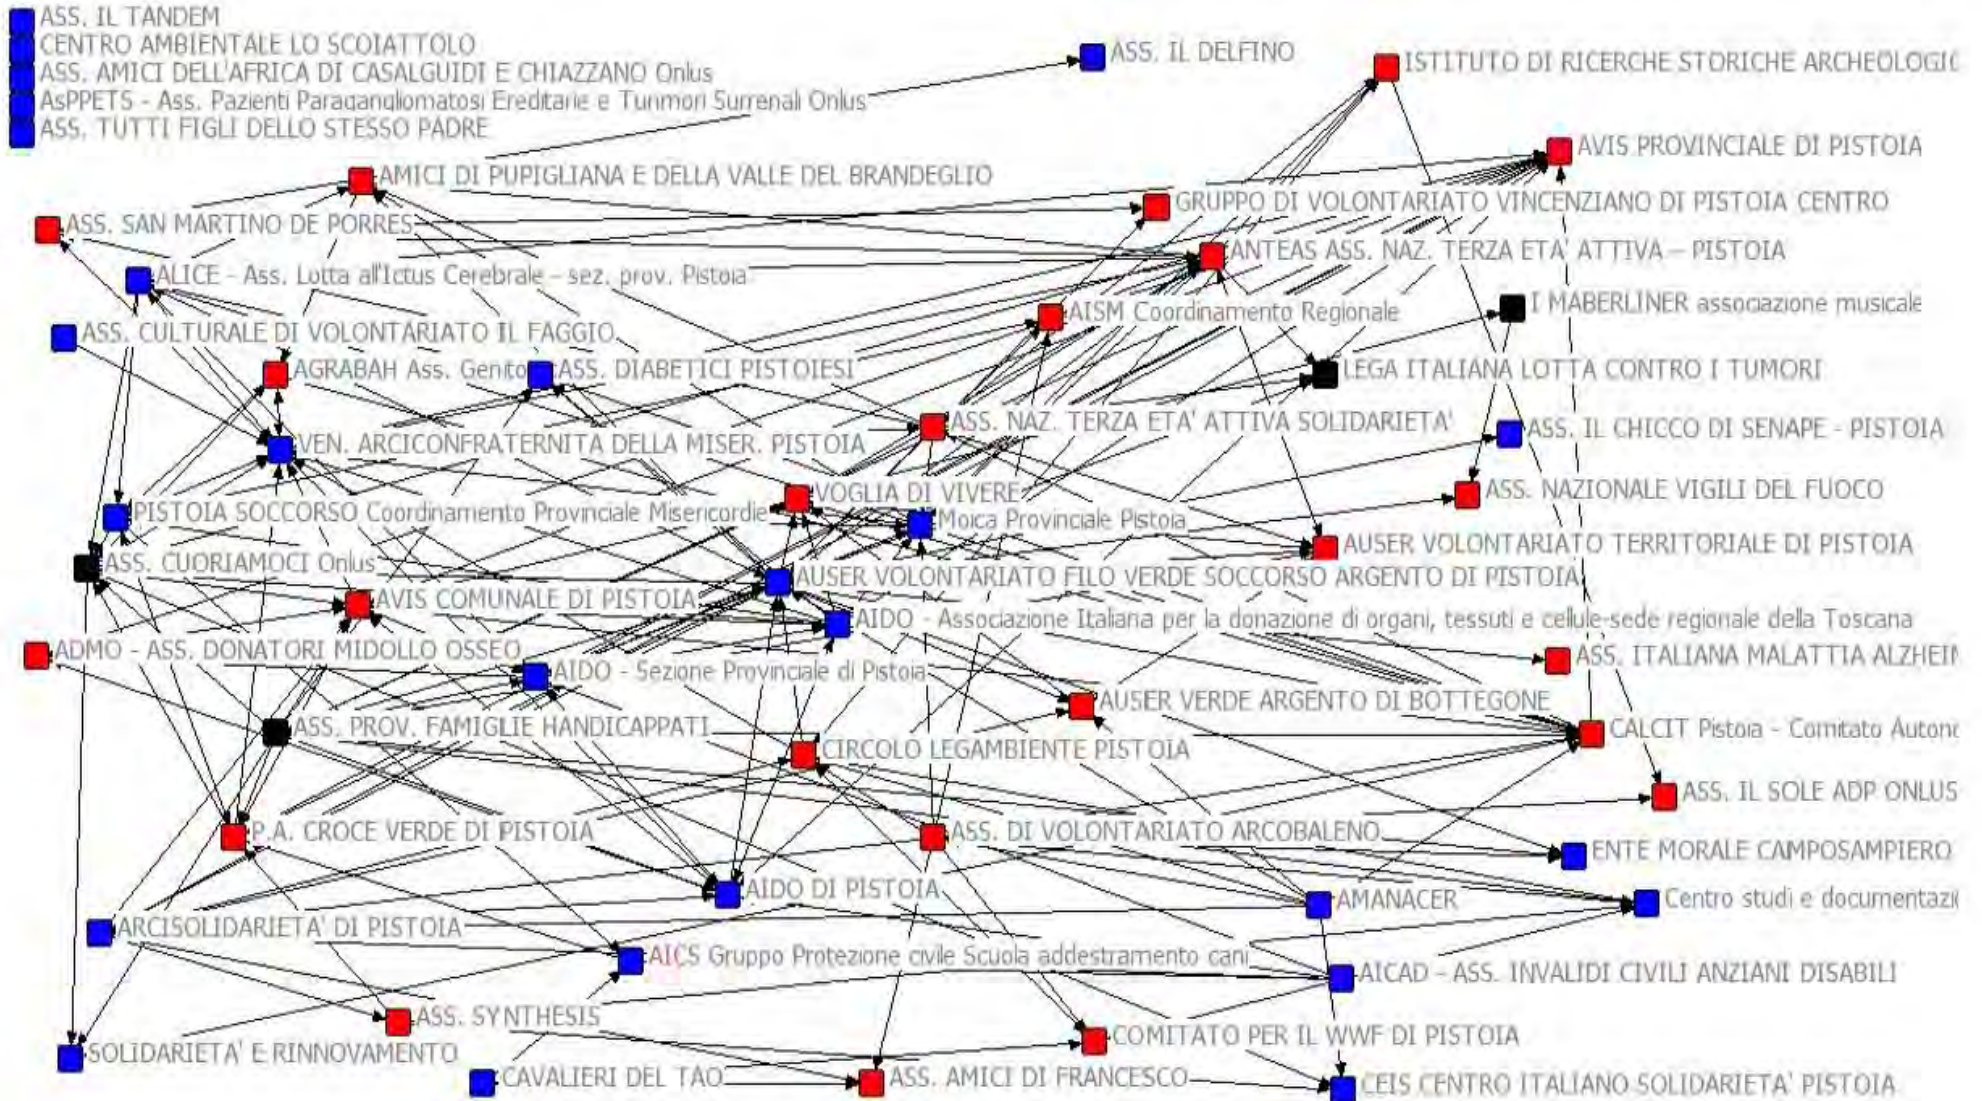 ASS. IL TANDEM
CENTRO AMBIENTALE LO SCOIATTOLO
ASS. AMICI DELL'AFRICA DI CASALGUIDI E CHIAZZANO Onlus
AsPPETS - Ass. Pazienti Paragangliomatosi Ereditarie e Tunmori Surrenali Onlus
ASS. TUTTI FIGLI DELLO STESSO PADRE
ASS. IL DELFINO
ISTITUTO DI RICERCHE STORICHE ARCHEOLOGIC
AVIS PROVINCIALE DI PISTOIA
AMICI DI PUPIGLIANA E DELLA VALLE DEL BRANDEGLIO
GRUPPO DI VOLONTARIATO VINCENZIANO DI PISTOIA CENTRO
ASS. SAN MARTINO DE PORRES
ANTEAS ASS. NAZ. TERZA ETA' ATTIVA - PISTOIA
ALICE - Ass. Lotta all'Ictus Cerebrale - sez. prov. Pistoia
I MABERLINER associazione musicale
AISM Coordinamento Regionale
ASS. CULTURALE DI VOLONTARIATO IL FAGGIO
AGRABAH Ass. Genito
ASS. DIABETICI PISTOIESI
LEGA ITALIANA LOTTA CONTRO I TUMORI
ASS. NAZ. TERZA ETA' ATTIVA SOLIDARIETA'
ASS. IL CHICCO DI SENAPE - PISTOIA
VEN. ARCICONFRATERNITA DELLA MISER. PISTOIA
VOGLIA DI VIVERE
ASS. NAZIONALE VIGILI DEL FUOCO
PISTOIA SOCCORSO Coordinamento Provinciale Misericordie
Moica Provinciale Pistoia
AUSER VOLONTARIATO TERRITORIALE DI PISTOIA
ASS. CUORIAMOCI Onlus
AUSER VOLONTARIATO FILO VERDE SOCCORSO ARGENTO DI PISTOIA
AVIS COMUNALE DI PISTOIA
AIDO - Associazione Italiana per la donazione di organi, tessuti e cellule-sede regionale della Toscana
ADMO - ASS. DONATORI MIDOLLO OSSEO
ASS. ITALIANA MALATTIA ALZHEIM
AIDO - Sezione Provinciale di Pistoia
AUSER VERDE ARGENTO DI BOTTEGONE
ASS. PROV. FAMIGLIE HANDICAPPATI
CALCIT Pistoia - Comitato Autono
CIRCOLO LEGAMBIENTE PISTOIA
ASS. IL SOLE ADP ONLUS
P.A. CROCE VERDE DI PISTOIA
ASS. DI VOLONTARIATO ARCOBALENO
ENTE MORALE CAMPOSAMPIERO
AIDO DI PISTOIA
AMANACER
Centro studi e documentazi
ARCISOLIDARIETA' DI PISTOIA
AICS Gruppo Protezione civile Scuola addestramento cani
AICAD - ASS. INVALIDI CIVILI ANZIANI DISABILI
ASS. SYNTHESIS
COMITATO PER IL WWF DI PISTOIA
SOLIDARIETA' E RINNOVAMENTO
CAVALIERI DEL TAO
ASS. AMICI DI FRANCESCO
CEIS CENTRO ITALIANO SOLIDARIETA' PISTOIA